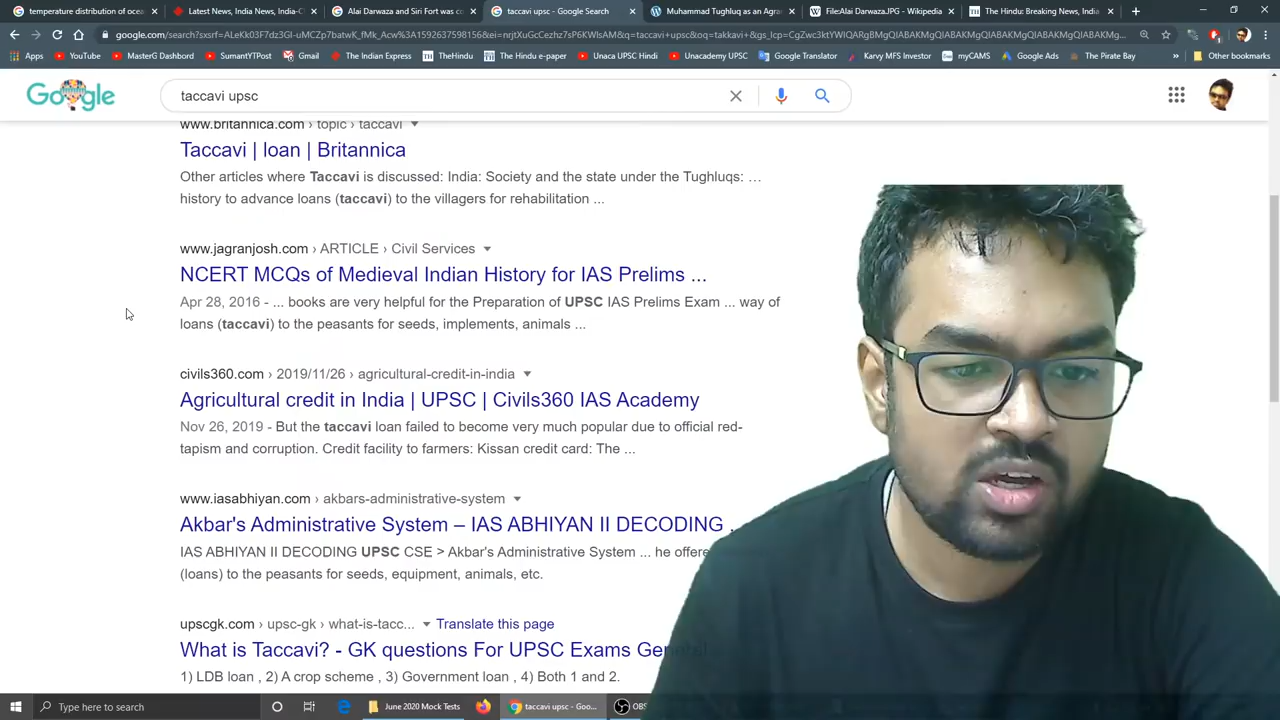 temperature distribution of ocea
Latest News, India News, India-C
Alai Darwaza and Siri Fort was co
taccavi upsc - Google Search
Muhammad Tughluq as an Agra
File:Alai Darwaza.JPG - Wikipedia
The Hindu: Breaking News, India
google.com/search?
Apps
YouTube
MasterG Dashboard
SumantYTPost
Gmail
The Indian Express
TheHindu
The Hindu e-paper
Unaca UPSC Hindi
Unacademy UPSC
Google Translator
Karvy MFS Investor
myCAMS
Google Ads
The Pirate Bay
Other bookmarks
Google
taccavi upsc
www.britannica.com › topic › taccavi
Taccavi | loan | Britannica
Other articles where Taccavi is discussed: India: Society and the state under the Tughluqs: …
history to advance loans (taccavi) to the villagers for rehabilitation ...
www.jagranjosh.com › ARTICLE › Civil Services
NCERT MCQs of Medieval Indian History for IAS Prelims ...
Apr 28, 2016 - ... books are very helpful for the Preparation of UPSC IAS Prelims Exam ... way of
loans (taccavi) to the peasants for seeds, implements, animals ...
civils360.com › 2019/11/26 › agricultural-credit-in-india
Agricultural credit in India | UPSC | Civils360 IAS Academy
Nov 26, 2019 - But the taccavi loan failed to become very much popular due to official red-
tapism and corruption. Credit facility to farmers: Kissan credit card: The ...
www.iasabhiyan.com › akbars-administrative-system
Akbar's Administrative System – IAS ABHIYAN II DECODING
IAS ABHIYAN II DECODING UPSC CSE > Akbar's Administrative System ... he offere
(loans) to the peasants for seeds, equipment, animals, etc.
upscgk.com › upsc-gk › what-is-tacc... Translate this page
What is Taccavi? - GK questions For UPSC Exams General
1) LDB loan , 2) A crop scheme , 3) Government loan , 4) Both 1 and 2.
Type here to search
June 2020 Mock Tests
taccavi upsc - Goo...
OBS